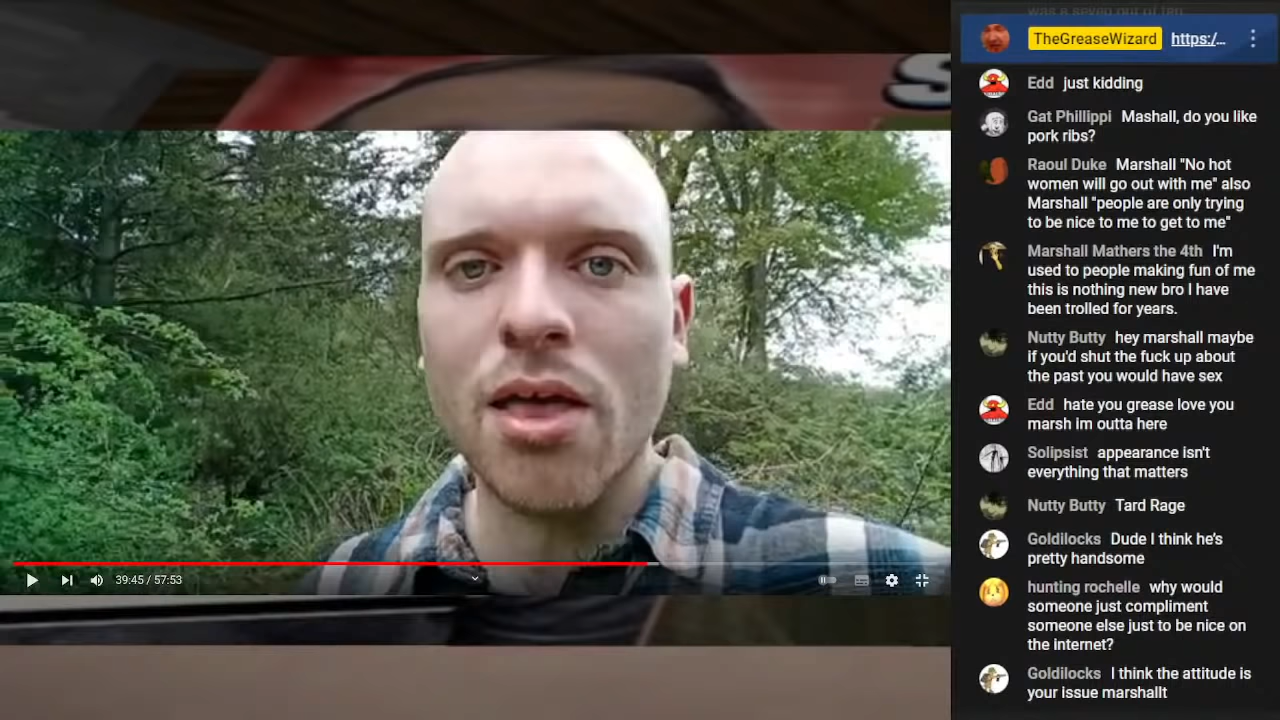 was a seven out of ten
TheGreaseWizard https:/...
Edd just kidding
Gat Phillippi Mashall, do you like
pork ribs?
Raoul Duke Marshall "No hot
women will go out with me" also
Marshall "people are only trying
to be nice to me to get to me"
Marshall Mathers the 4th I'm
used to people making fun of me
this is nothing new bro I have
been trolled for years.
Nutty Butty hey marshall maybe
if you'd shut the fuck up about
the past you would have sex
Edd hate you grease love you
marsh im outta here
Solipsist appearance isn't
everything that matters
Nutty Butty Tard Rage
Goldilocks Dude I think he's
pretty handsome
hunting rochelle why would
someone just compliment
someone else just to be nice on
the internet?
Goldilocks I think the attitude is
your issue marshallt
39:45 / 57:53